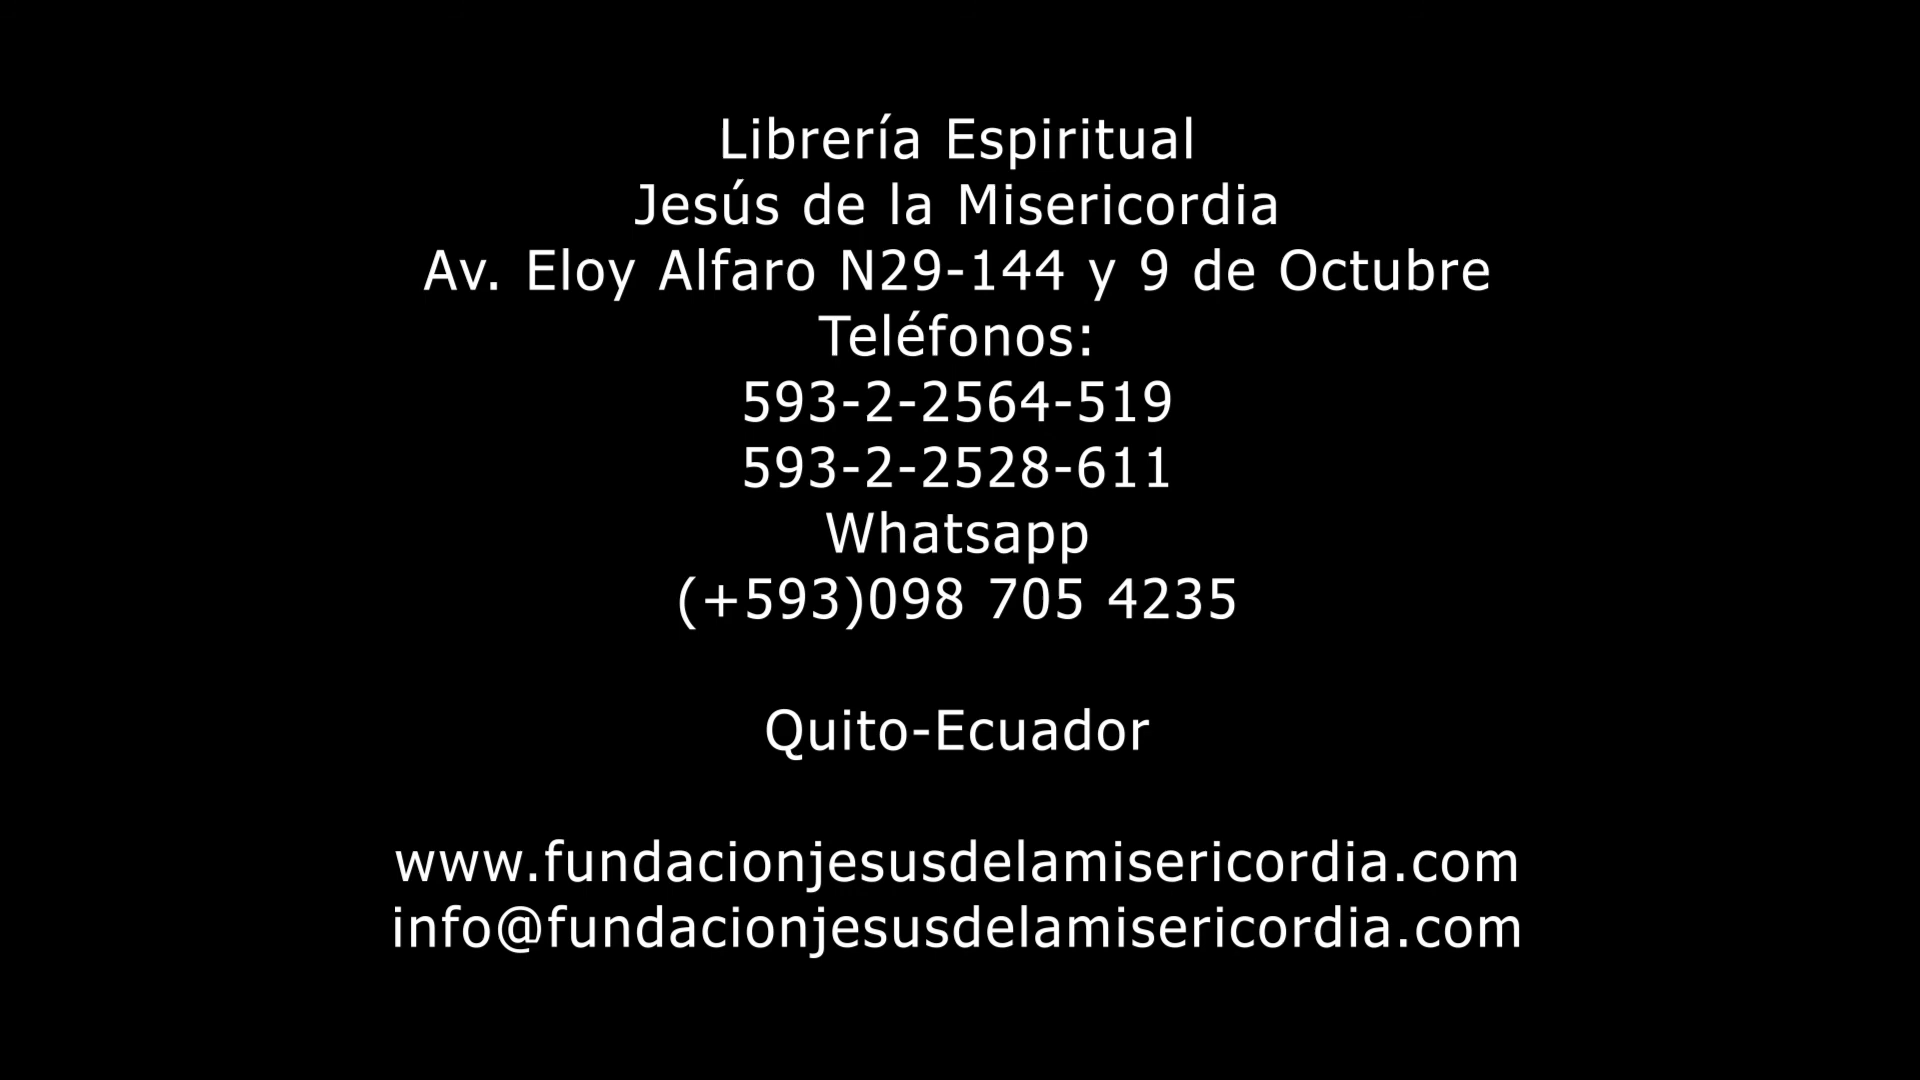 Librería Espiritual
Jesús de la Misericordia
Av. Eloy Alfaro N29-144 y 9 de Octubre
Teléfonos:
593-2-2564-519
593-2-2528-611
Whatsapp
(+593)098 705 4235
Quito-Ecuador
www.fundacionjesusdelamisericordia.com
info@fundacionjesusdelamisericordia.com